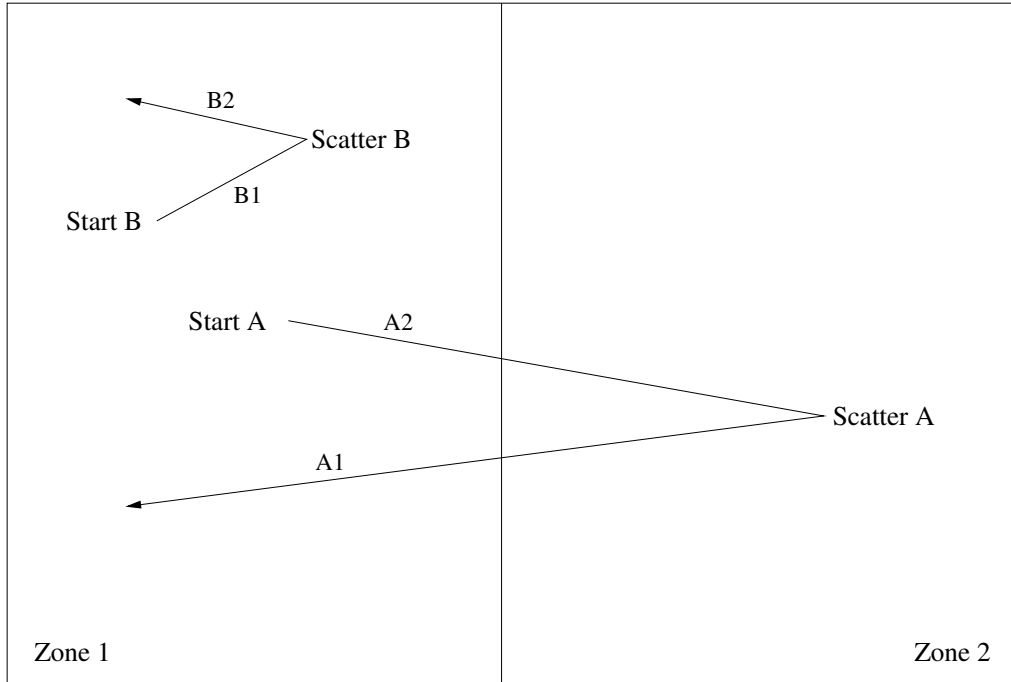 B2
Scatter B
B1
Start B
Start A
A2
Scatter A
A1
Zone 1
Zone 2